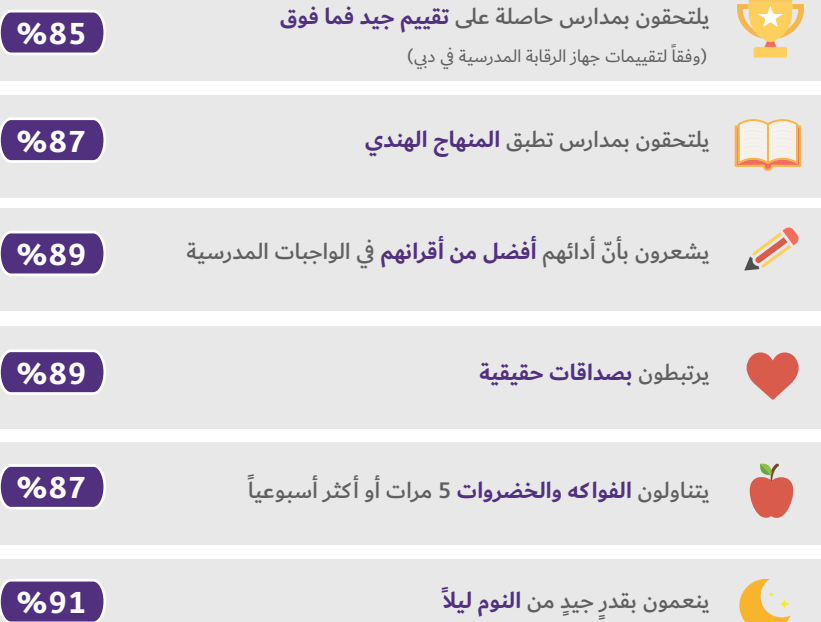 يلتحقون بمدارس حاصلة على تقييم جيد فما فوق
%85
(وفقاً لتقييمات جهاز الرقابة المدرسية في دبي)
يلتحقون بمدارس تطبق المنهاج الهندي
%87
يشعرون بأنّ أدائهم أفضل من أقرانهم في الواجبات المدرسية
%89
يرتبطون بصداقات حقيقية
%89
يتناولون الفواكه والخضروات 5 مرات أو أكثر أسبوعياً
%87
ينعمون بقدرٍ جيدٍ من النوم ليلاً
%91